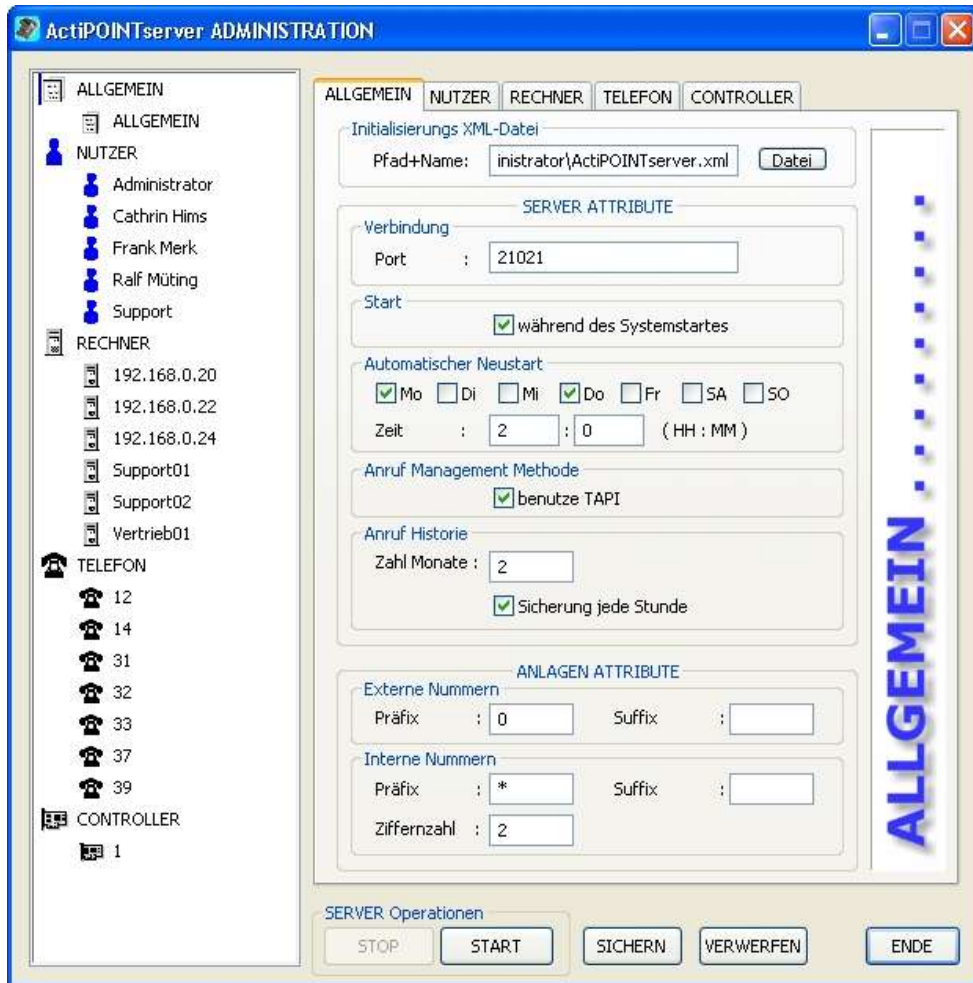 ActiPOINTserver ADMINISTRATION
ALLGEMEIN
ALLGEMEIN
NUTZER
Administrator
Cathrin Hims
Frank Merk
Ralf Müting
Support
RECHNER
192.168.0.20
192.168.0.22
192.168.0.24
Support01
Support02
Vertrieb01
TELEFON
12
14
31
32
33
37
39
CONTROLLER
1
ALLGEMEIN NUTZER RECHNER TELEFON CONTROLLER
Initialisierungs XML-Datei
Pfad+Name: inistrator\ActiPOINTserver.xml Datei
SERVER ATTRIBUTE
Verbindung
Port : 21021
Start
während des Systemstartes
Automatischer Neustart
Mo Di Mi Do Fr SA SO
Zeit : 2 : 0 ( HH : MM )
Anruf Management Methode
benutze TAPI
Anruf Historie
Zahl Monate : 2
Sicherung jede Stunde
ANLAGEN ATTRIBUTE
Externe Nummern
Präfix : 0 Suffix :
Interne Nummern
Präfix : * Suffix :
Ziffernzahl : 2
ALLGEMEIN . . . . . . . . .
SERVER Operationen
STOP START SICHERN VERWERFEN ENDE